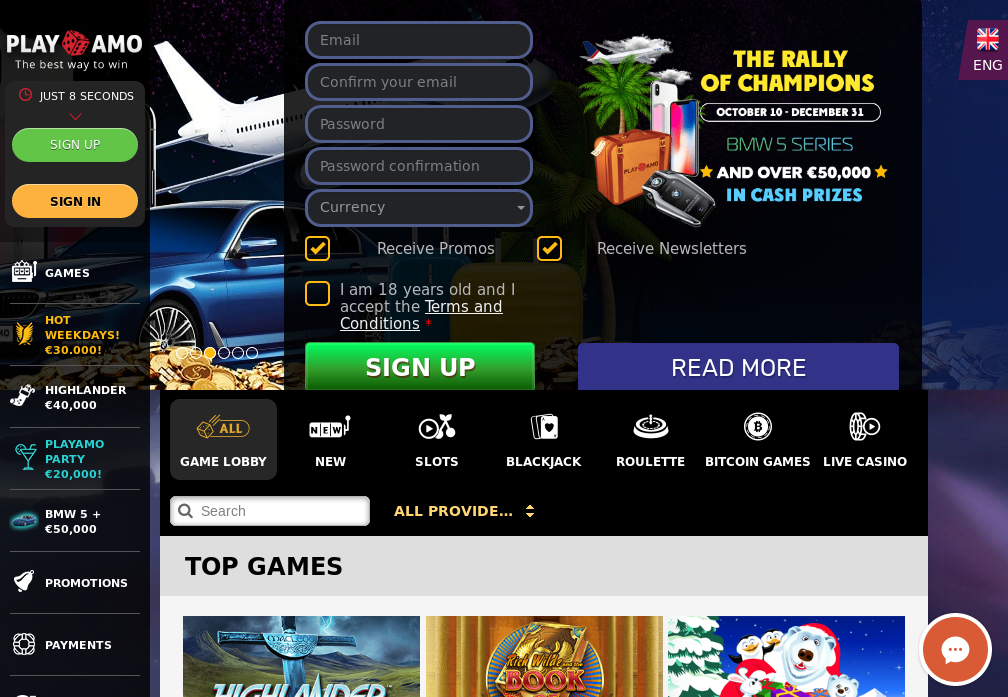 PLAY AMO
The best way to win
JUST 8 SECONDS
SIGN UP
SIGN IN
GAMES
HOT
WEEKDAYS!
€30.000!
HIGHLANDER
€40,000
PLAYAMO
PARTY
€20,000!
BMW 5 +
€50,000
PROMOTIONS
PAYMENTS
Email
Confirm your email
Password
Password confirmation
Currency
Receive Promos
Receive Newsletters
I am 18 years old and I
accept the Terms and
Conditions *
SIGN UP
THE RALLY
OF CHAMPIONS
OCTOBER 10 - DECEMBER 31
BMW 5 SERIES
AND OVER €50,000
IN CASH PRIZES
PLAY AMO
READ MORE
ENG
ALL
GAME LOBBY
NEW
NEW
SLOTS
BLACKJACK
ROULETTE
BITCOIN GAMES
LIVE CASINO
Search
ALL PROVIDE...
TOP GAMES
MACLEOD
HIGHLANDER
Rich Wilde and the
BOOK